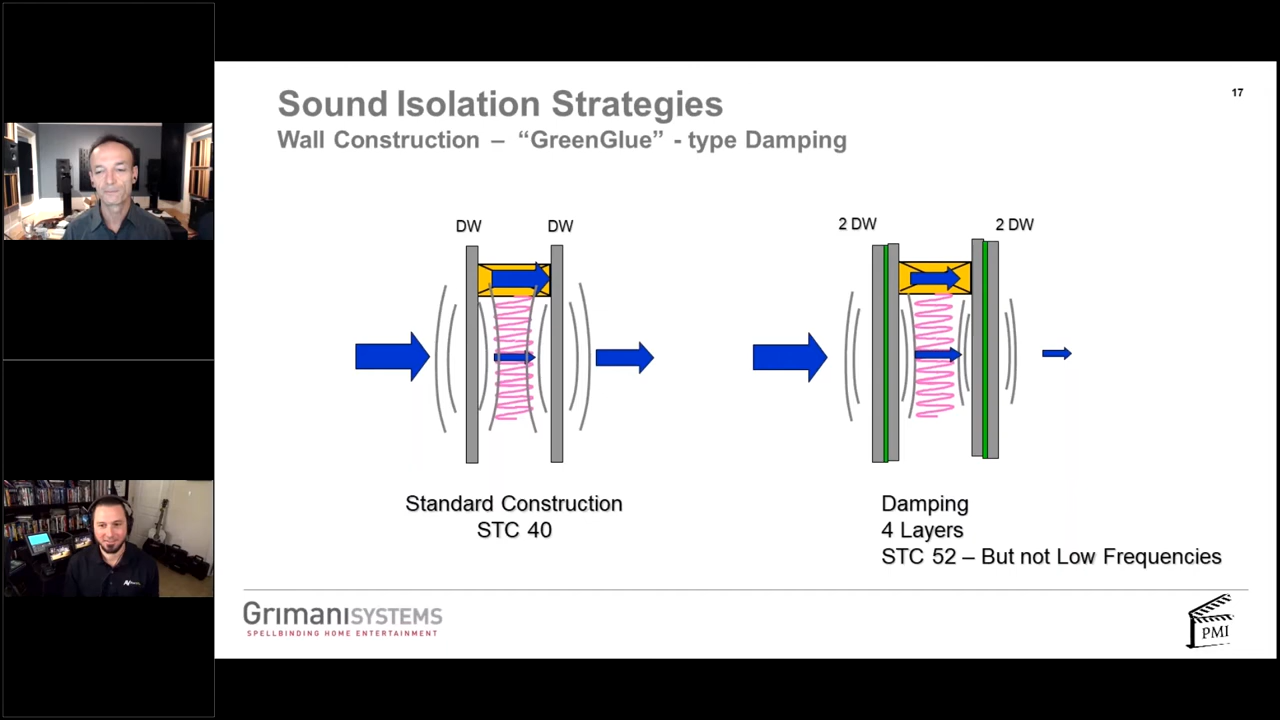 17
Sound Isolation Strategies
Wall Construction – “GreenGlue” - type Damping
DW DW
2 DW 2 DW
Standard Construction
STC 40
Damping
4 Layers
STC 52 – But not Low Frequencies
GrimaniSYSTEMS
SPELLBINDING HOME ENTERTAINMENT
PMI